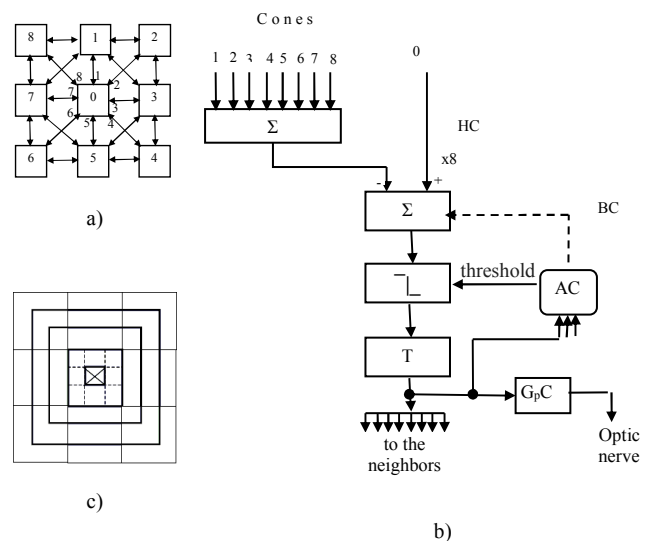 8 1 2
8 1 2
7 7 0 3 3
6 5 4
6 5 4
a)
C o n e s
1 2 3 4 5 6 7 8
0
Σ
HC
x8
- +
Σ
BC
threshold
AC
T
GpC
to the
neighbors
Optic
nerve
b)
c)